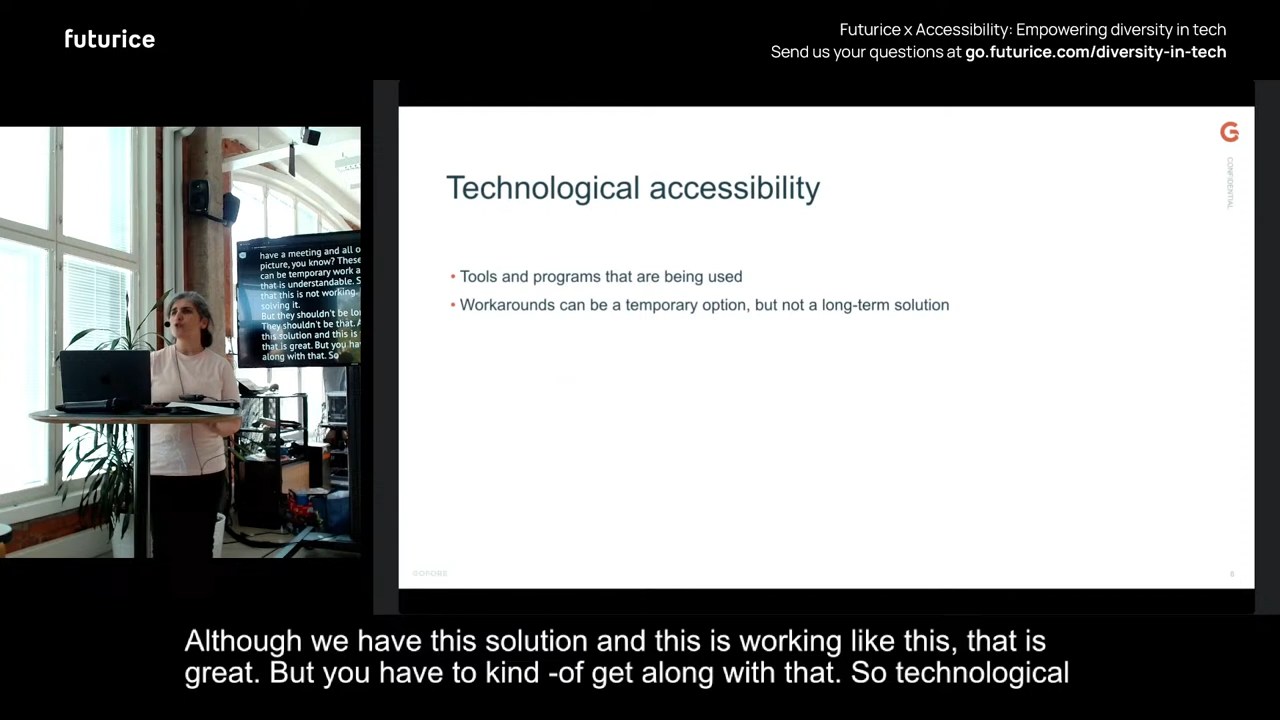 futurice
Futurice x Accessibility: Empowering diversity in tech
Send us your questions at go.futurice.com/diversity-in-tech
have a meeting and all o
picture, you know? These
can be temporary work a
that is understandable. S
that this is not working.
solving it.
But they shouldn't be lo
They shouldn't be that. A
this solution and this is
that is great. But you ha
along with that. So
G
CONFIDENTIAL
Technological accessibility
• Tools and programs that are being used
• Workarounds can be a temporary option, but not a long-term solution
GOFORE
6
Although we have this solution and this is working like this, that is
great. But you have to kind -of get along with that. So technological